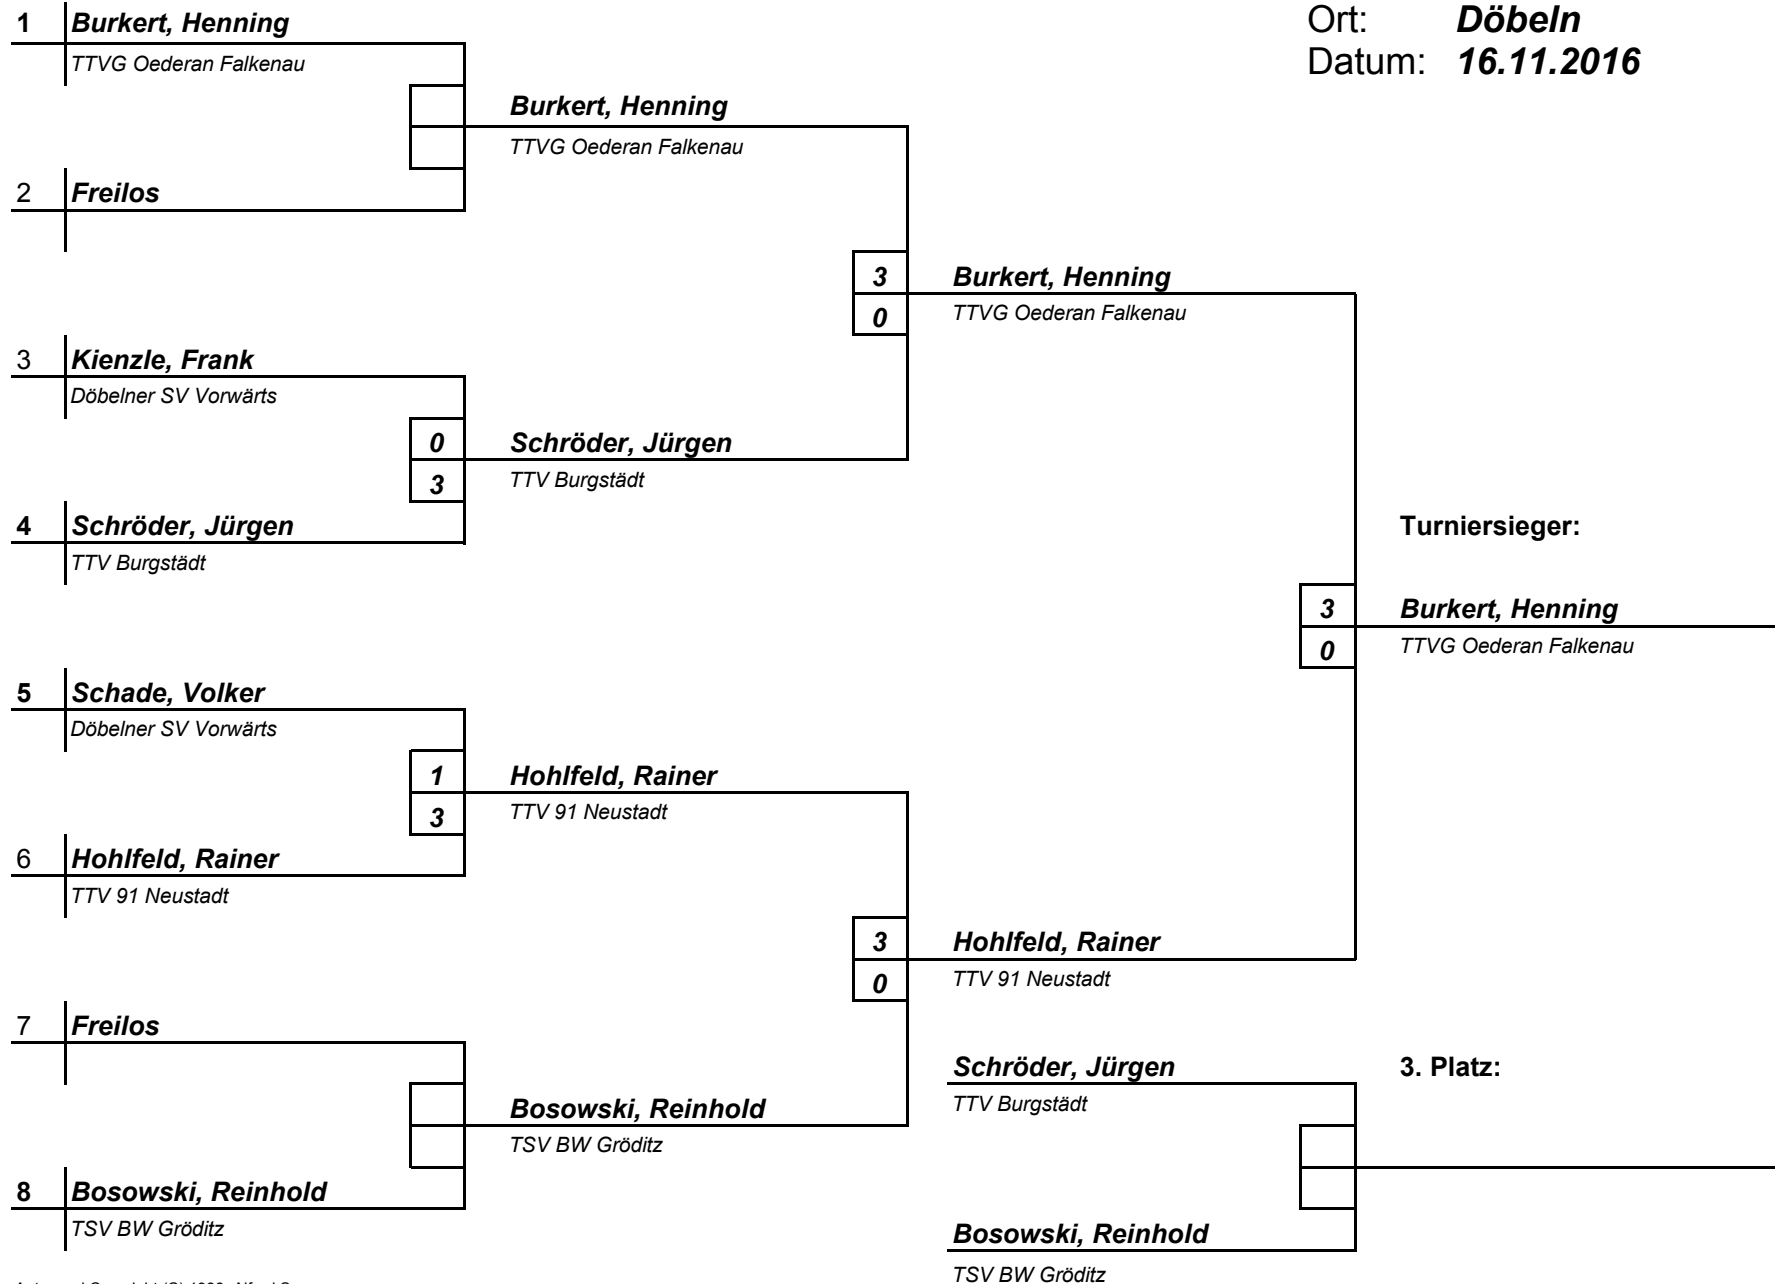 Ort: Döbeln
Datum: 16.11.2016
1 Burkert, Henning
TTVG Oederan Falkenau
Burkert, Henning
TTVG Oederan Falkenau
2 Freilos
3 Burkert, Henning
0 TTVG Oederan Falkenau
3 Kienzle, Frank
Döbelner SV Vorwärts
0 Schröder, Jürgen
3 TTV Burgstädt
4 Schröder, Jürgen
TTV Burgstädt
Turniersieger:
3 Burkert, Henning
0 TTVG Oederan Falkenau
5 Schade, Volker
Döbelner SV Vorwärts
1 Hohlfeld, Rainer
3 TTV 91 Neustadt
6 Hohlfeld, Rainer
TTV 91 Neustadt
3 Hohlfeld, Rainer
0 TTV 91 Neustadt
7 Freilos
Schröder, Jürgen
TTV Burgstädt
3. Platz:
Bosowski, Reinhold
TSV BW Gröditz
8 Bosowski, Reinhold
TSV BW Gröditz
Bosowski, Reinhold
TSV BW Gröditz